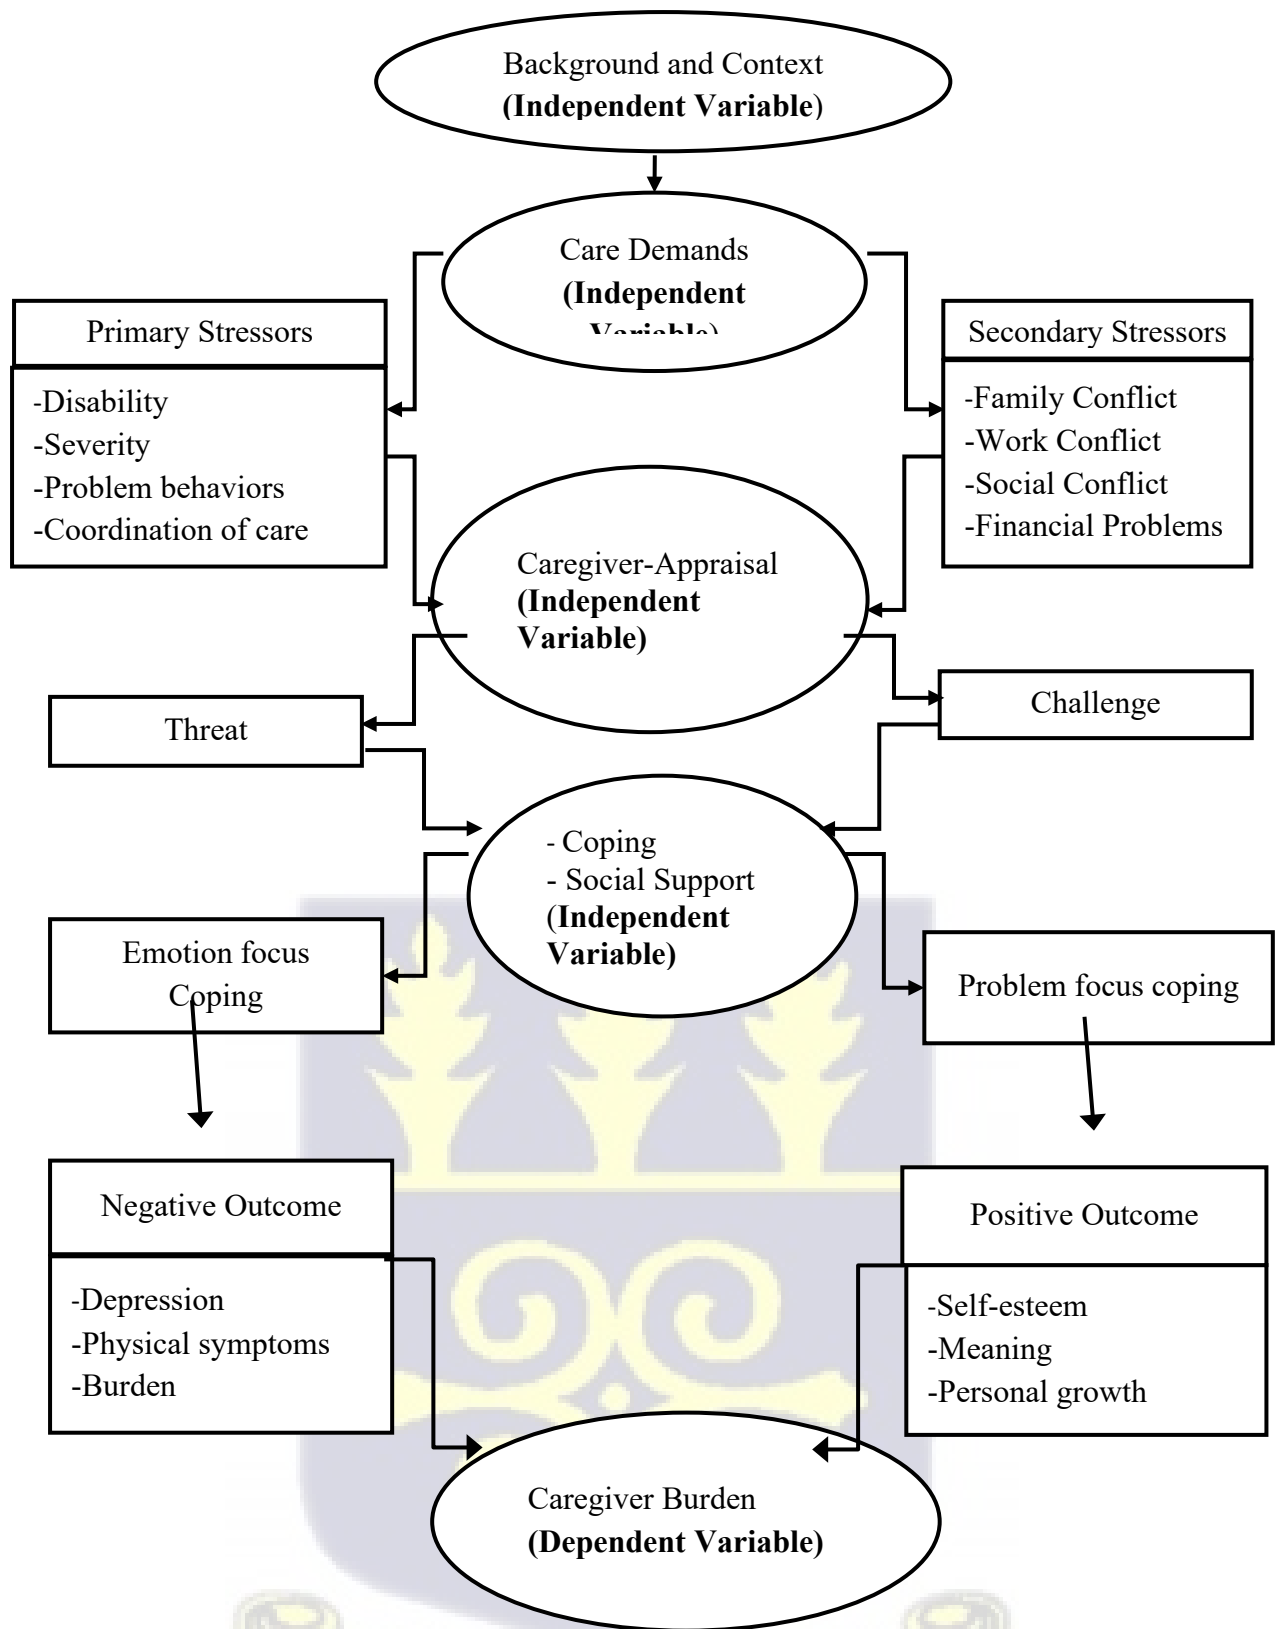 Background and Context
(Independent Variable)
Care Demands
(Independent
Variable)
Primary Stressors
-Disability
-Severity
-Problem behaviors
-Coordination of care
Secondary Stressors
-Family Conflict
-Work Conflict
-Social Conflict
-Financial Problems
Caregiver-Appraisal
(Independent
Variable)
Threat
Challenge
- Coping
- Social Support
(Independent
Variable)
Emotion focus
Coping
Problem focus coping
Negative Outcome
-Depression
-Physical symptoms
-Burden
Positive Outcome
-Self-esteem
-Meaning
-Personal growth
Caregiver Burden
(Dependent Variable)